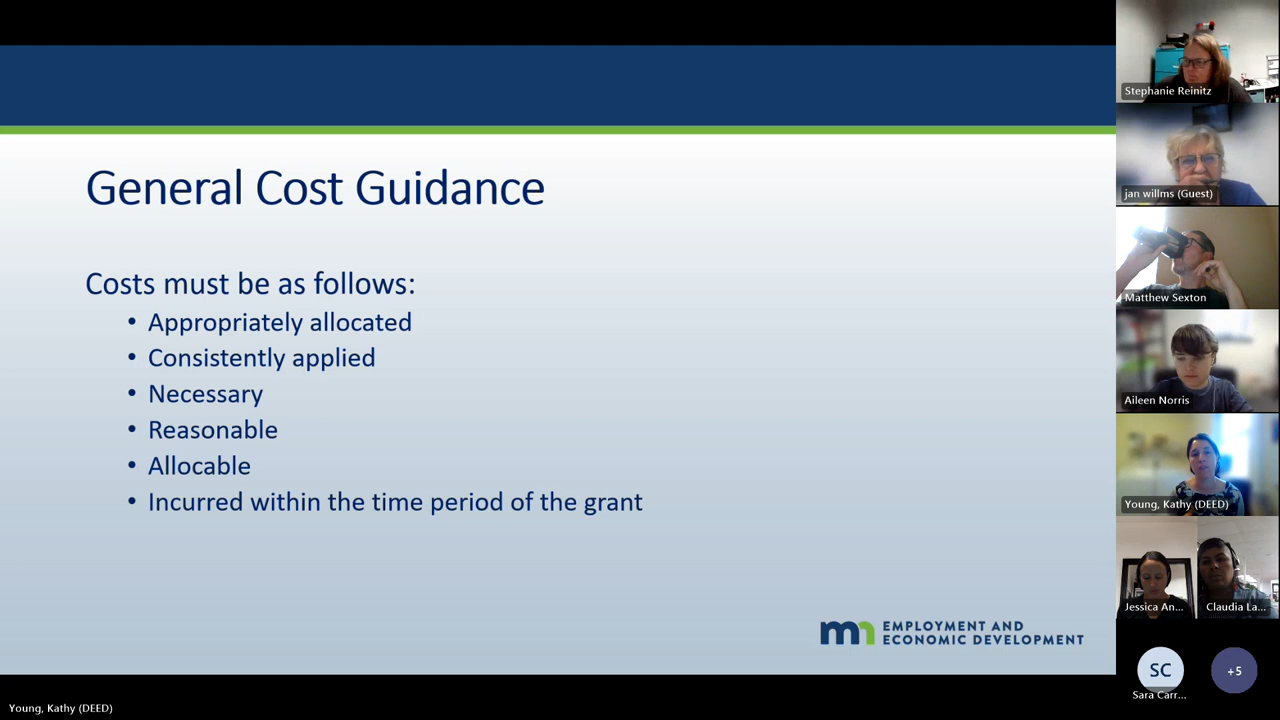 General Cost Guidance
Costs must be as follows:
• Appropriately allocated
• Consistently applied
• Necessary
• Reasonable
• Allocable
• Incurred within the time period of the grant
mn EMPLOYMENT AND
ECONOMIC DEVELOPMENT
Young, Kathy (DEED)
Stephanie Reinitz
jan willms (Guest)
Matthew Sexton
Aileen Norris
Young, Kathy (DEED)
Jessica An...
Claudia La...
SC
Sara Carr...
+5